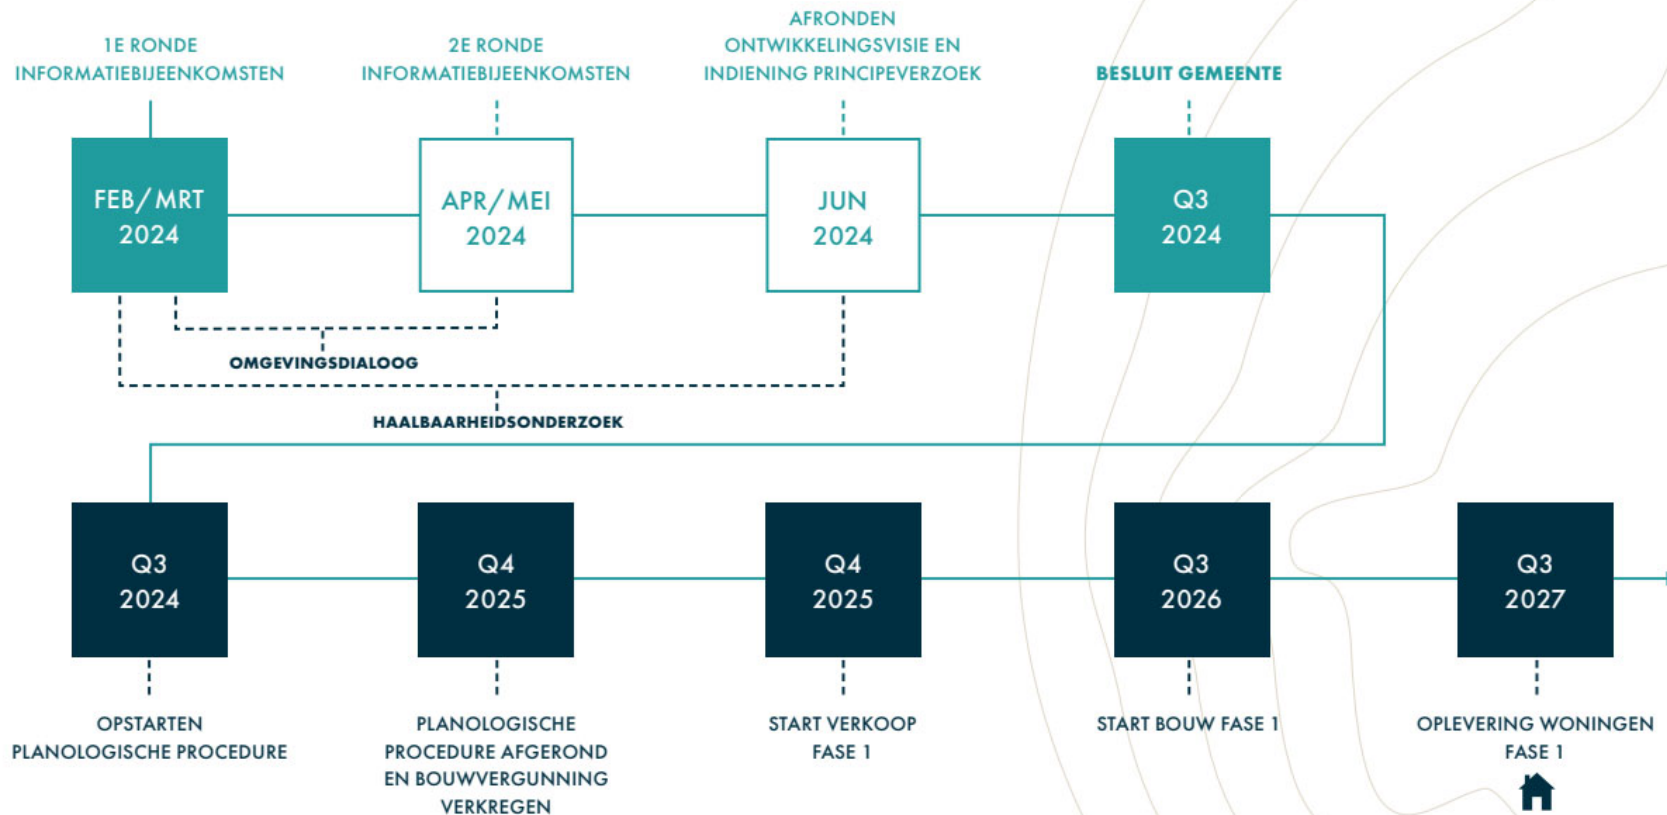 1E RONDE
INFORMATIEBIJEENKOMSTEN
2E RONDE
INFORMATIEBIJEENKOMSTEN
AFRONDEN
ONTWIKKELINGSVISIE EN
INDIENING PRINCIPEVERZOEK
BESLUIT GEMEENTE
FEB/MRT
2024
APR/MEI
2024
JUN
2024
Q3
2024
OMGEVINGSDIALOOG
HAALBAARHEIDSONDERZOEK
Q3
2024
Q4
2025
Q4
2025
Q3
2026
Q3
2027
OPSTARTEN
PLANOLOGISCHE PROCEDURE
PLANOLOGISCHE
PROCEDURE AFGEROND
EN BOUWVERGUNNING
VERKREGEN
START VERKOOP
FASE 1
START BOUW FASE 1
OPLEVERING WONINGEN
FASE 1